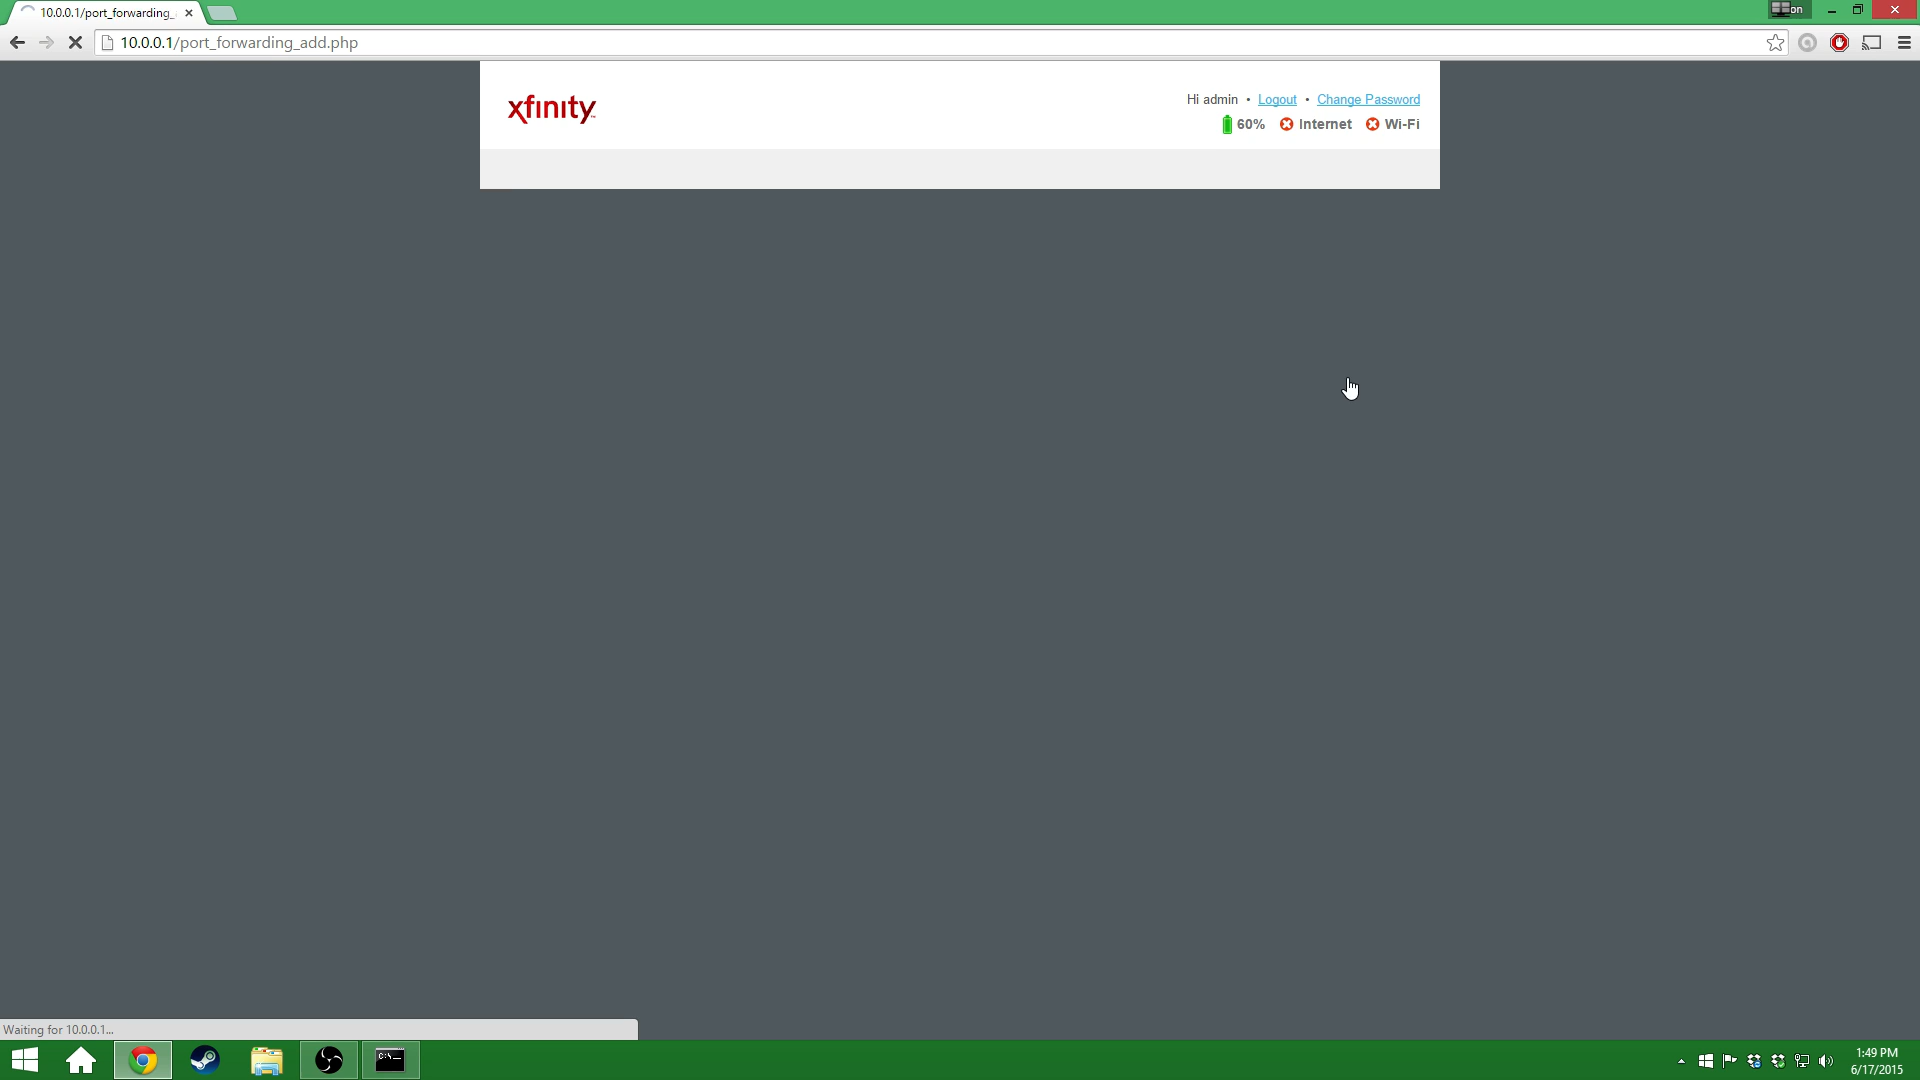 10.0.0.1/port_forwarding_
on
10.0.0.1/port_forwarding_add.php
xfinity
Hi admin • Logout • Change Password
60% Internet Wi-Fi
Waiting for 10.0.0.1...
C:\_
1:49 PM
6/17/2015